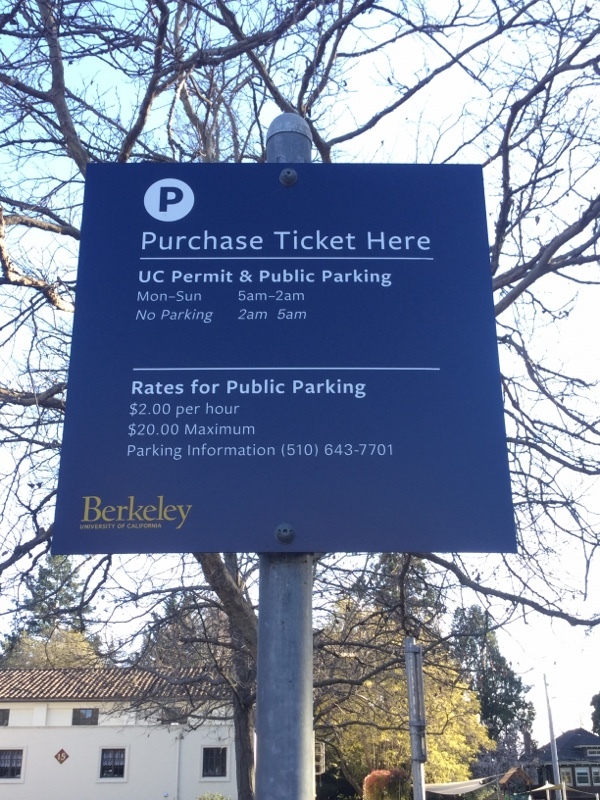 P
Purchase Ticket Here
UC Permit & Public Parking
Mon–Sun 5am–2am
No Parking 2am 5am
Rates for Public Parking
$2.00 per hour
$20.00 Maximum
Parking Information (510) 643-7701
Berkeley
UNIVERSITY OF CALIFORNIA
15